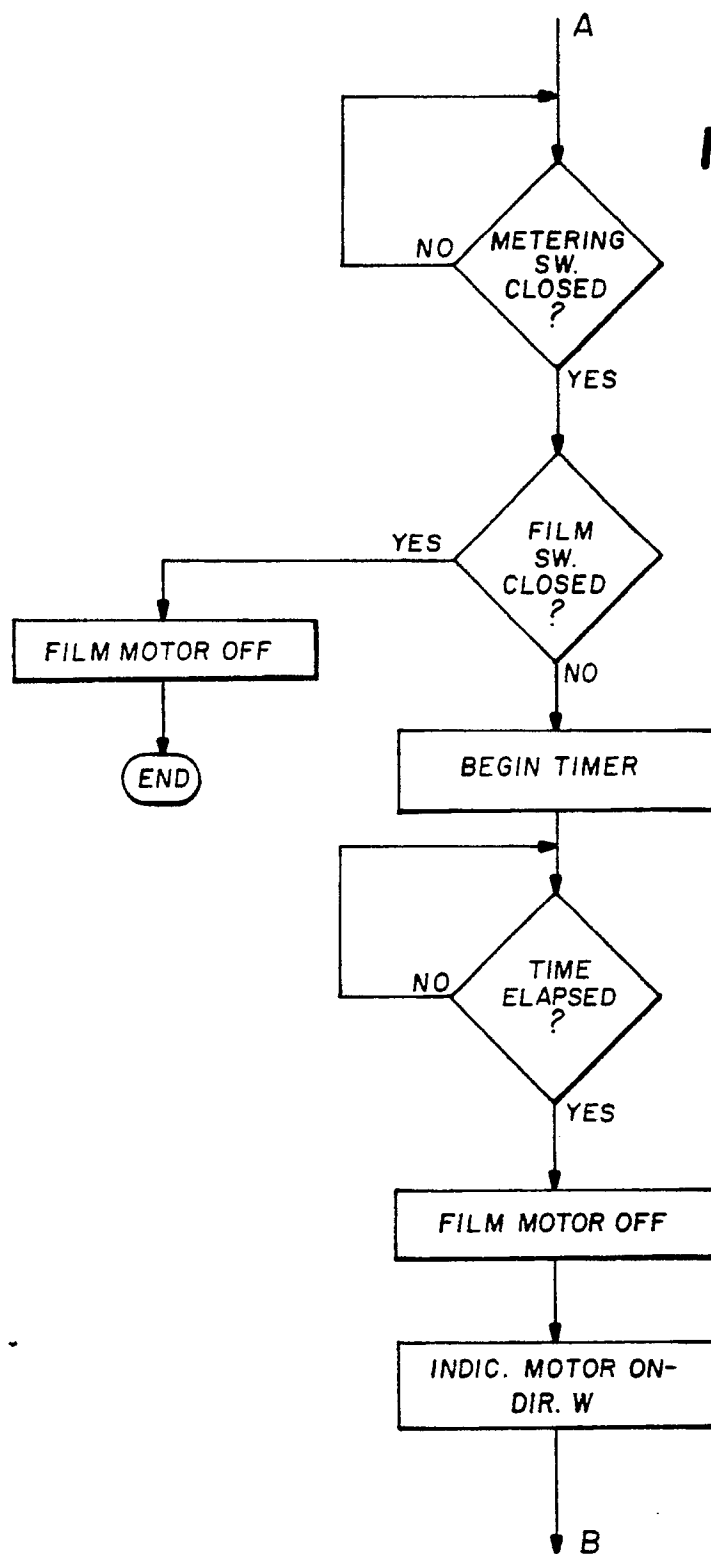 A
NO
METERING
SW.
CLOSED
?
YES
YES
FILM
SW.
CLOSED
?
NO
FILM MOTOR OFF
END
BEGIN TIMER
NO
TIME
ELAPSED
?
YES
FILM MOTOR OFF
INDIC. MOTOR ON-
DIR. W
B